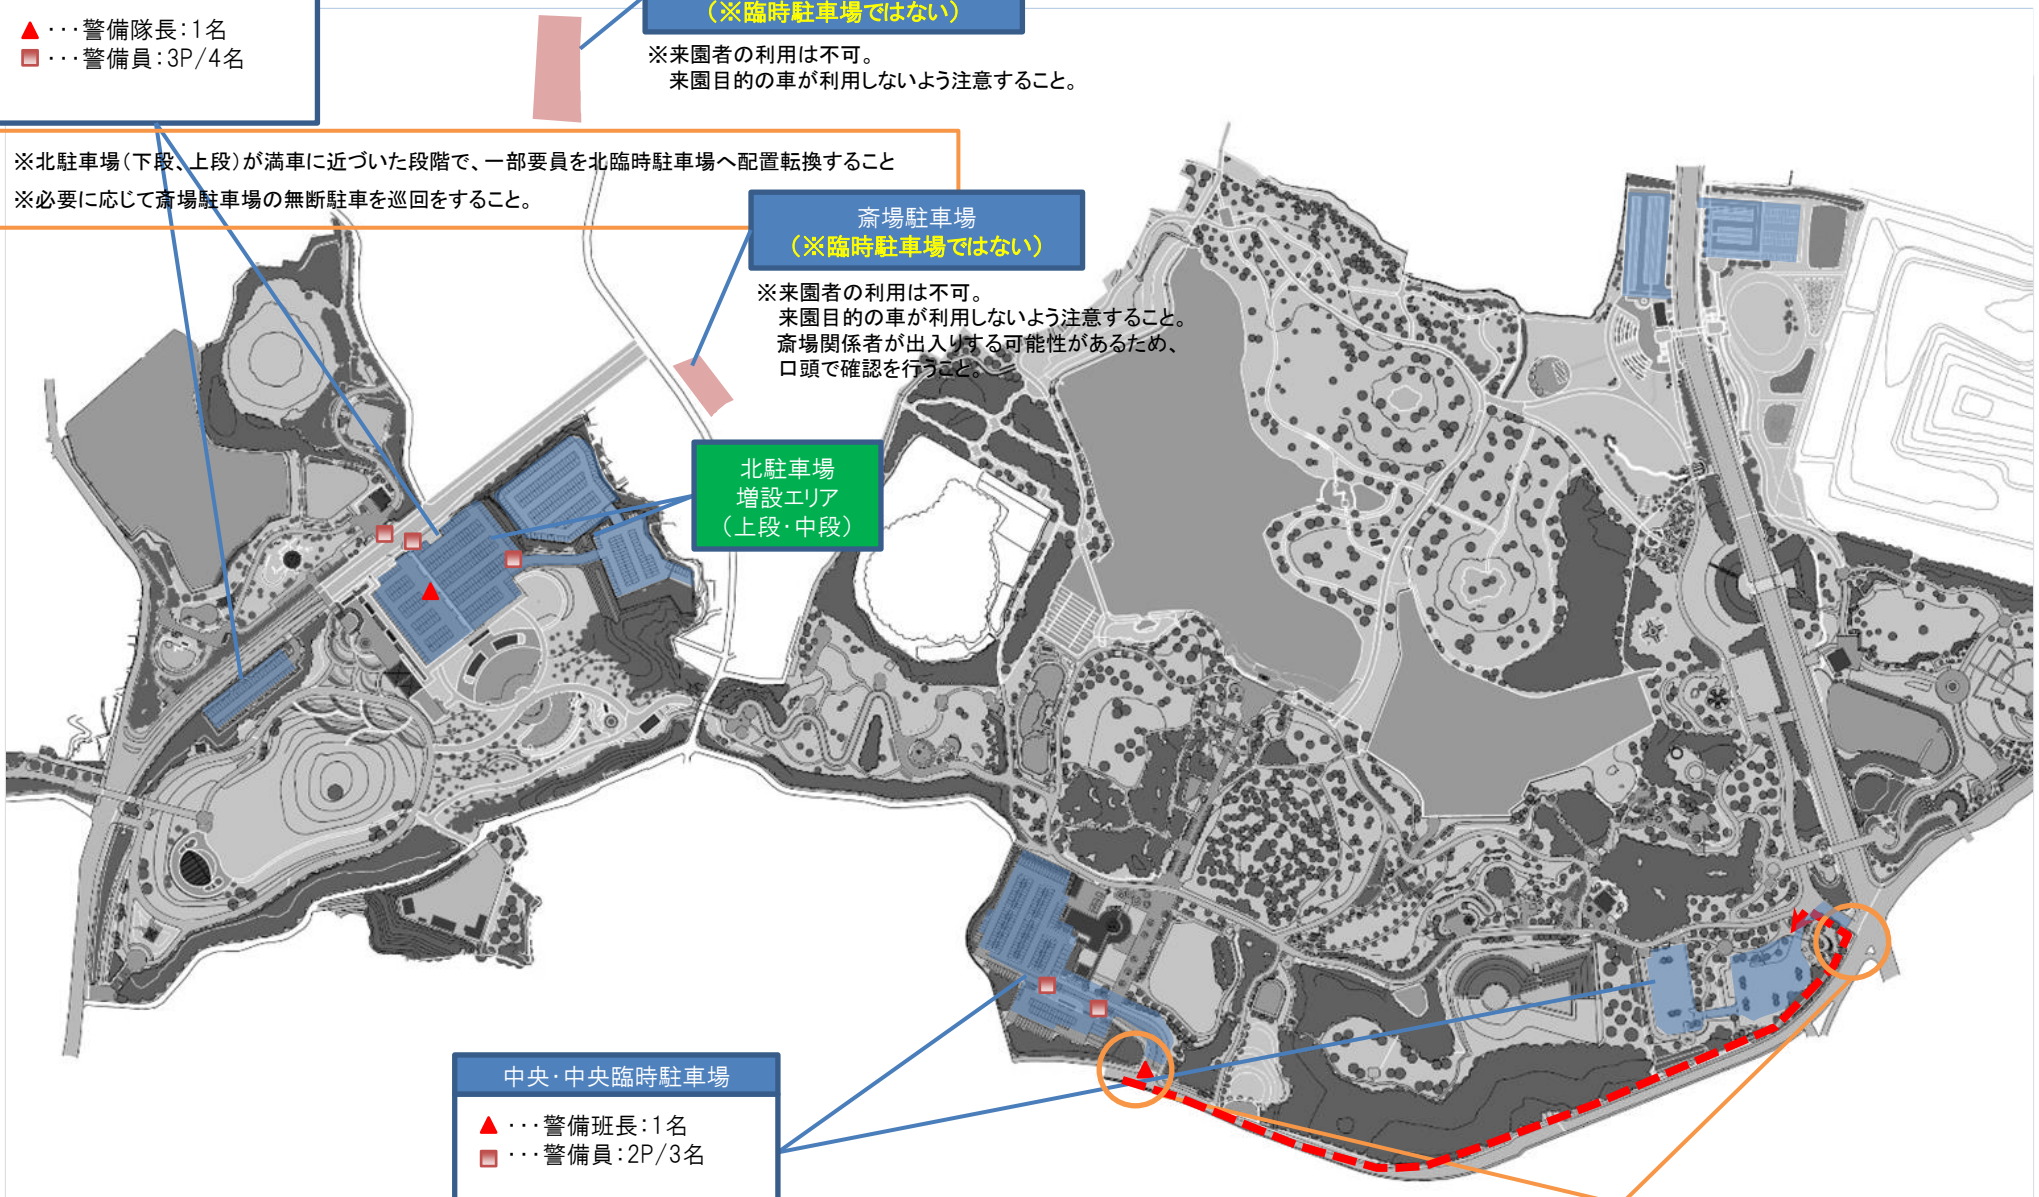 ▲･･･警備隊長：1名
■･･･警備員：3P/4名
（※臨時駐車場ではない）
※来園者の利用は不可。
来園目的の車が利用しないよう注意すること。
※北駐車場（下段、上段）が満車に近づいた段階で、一部要員を北臨時駐車場へ配置転換すること
※必要に応じて斎場駐車場の無断駐車を巡回をすること。
斎場駐車場
（※臨時駐車場ではない）
※来園者の利用は不可。
来園目的の車が利用しないよう注意すること。
斎場関係者が出入りする可能性があるため、
口頭で確認を行うこと。
北駐車場
増設エリア
（上段･中段）
中央･中央臨時駐車場
▲･･･警備班長：1名
■･･･警備員：2P/3名